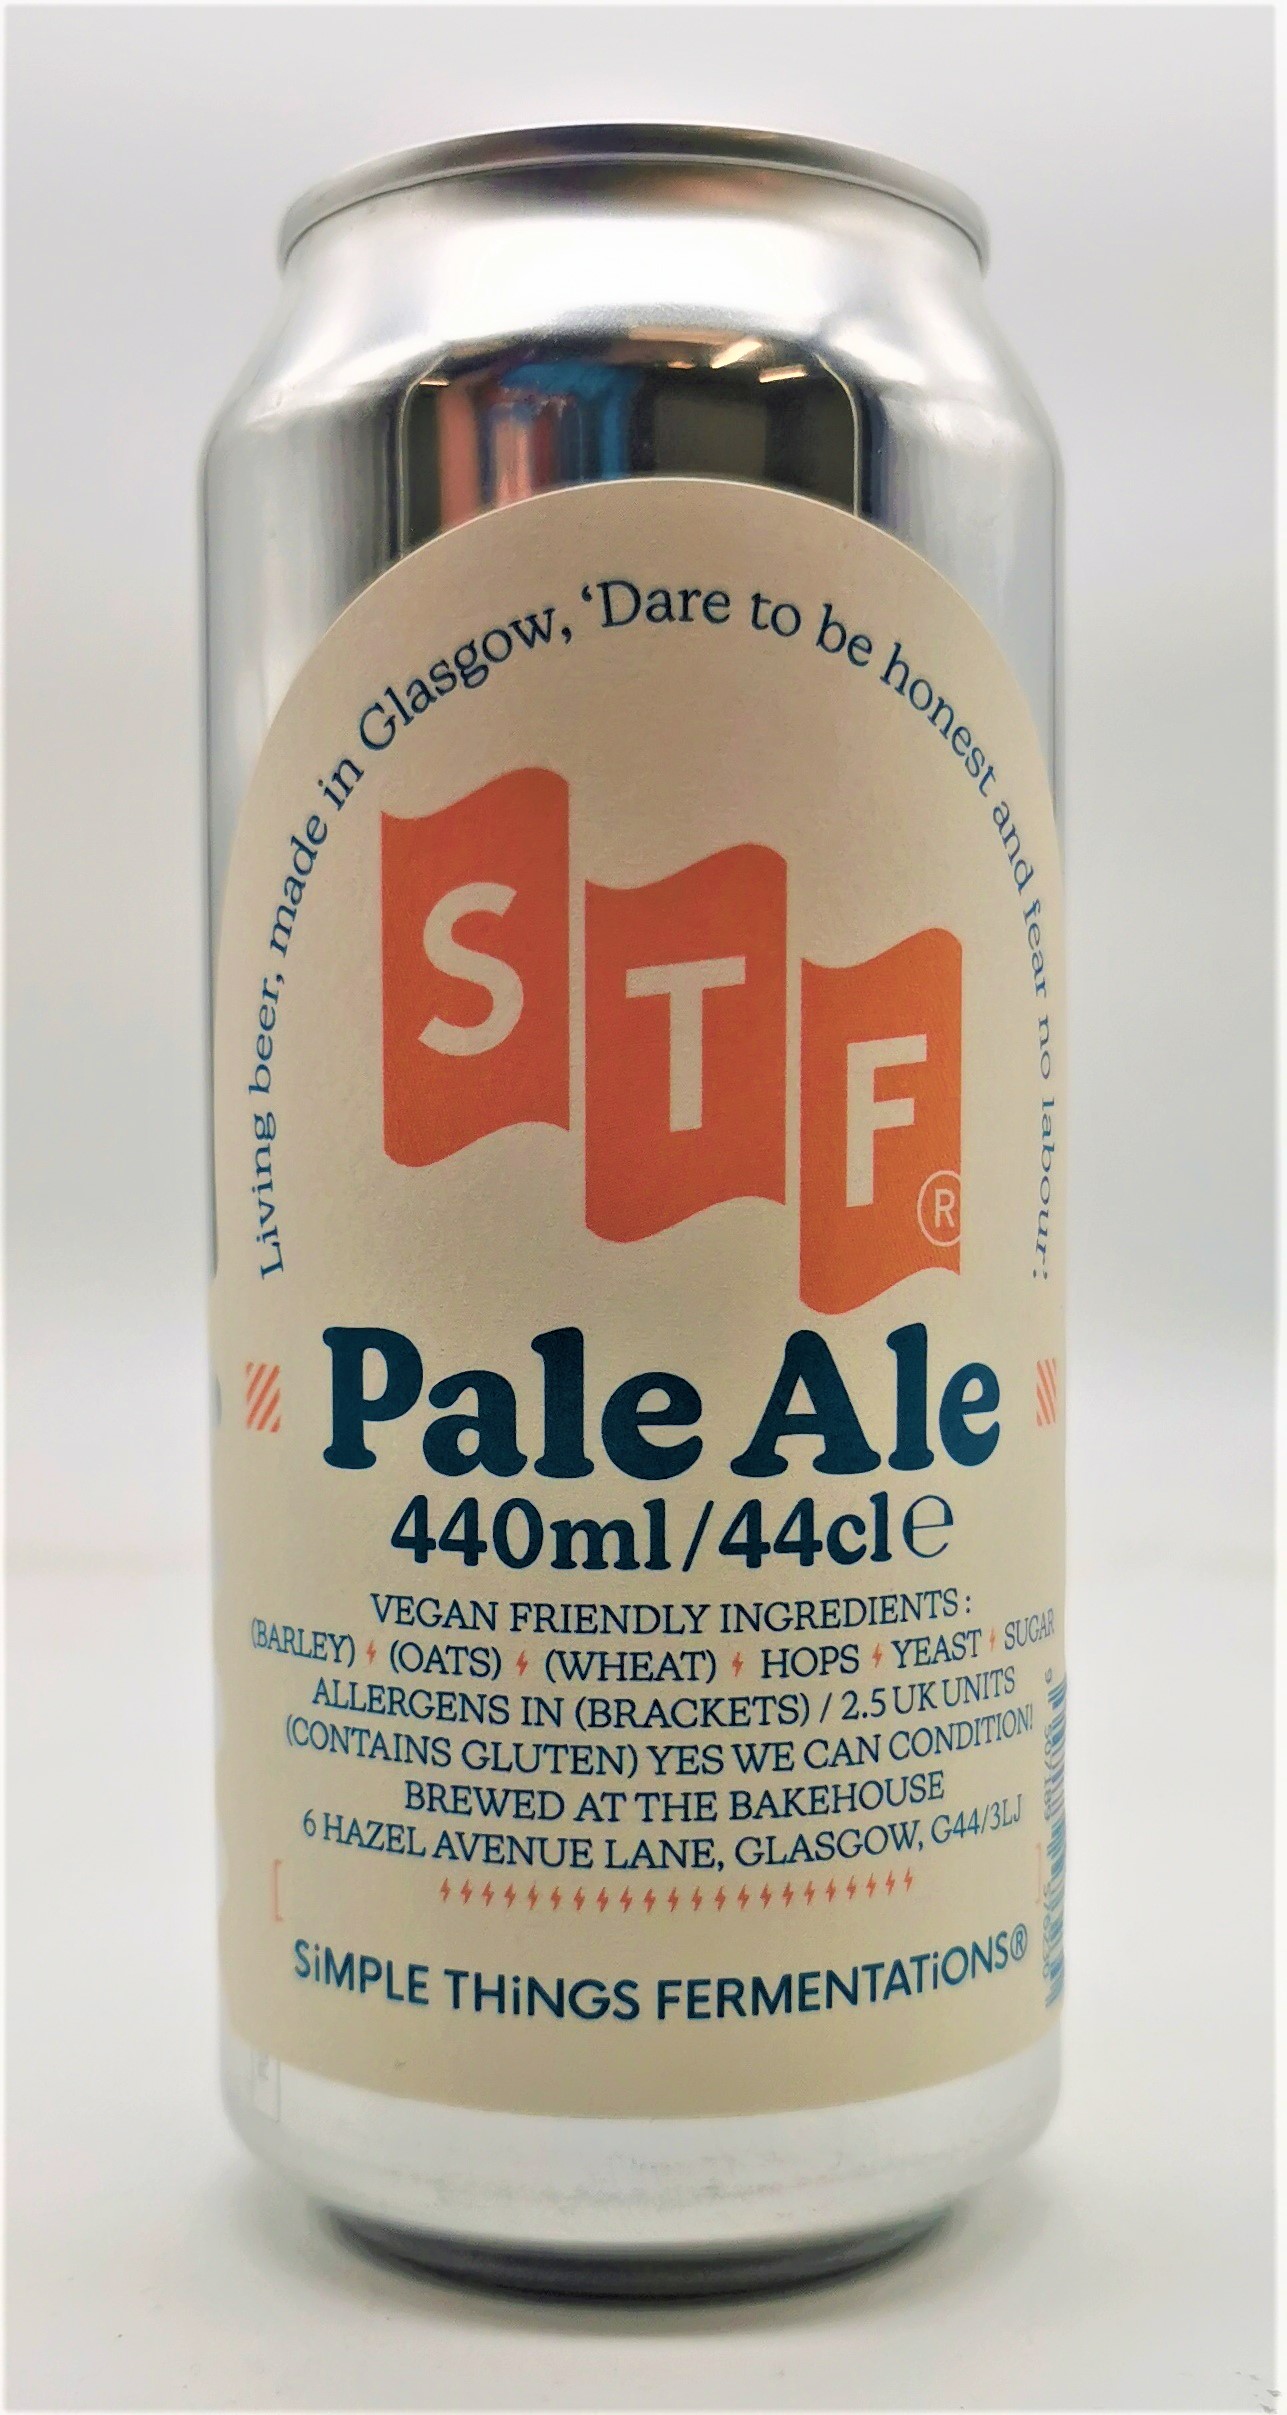 Living beer, made in Glasgow, ‘Dare to be honest and fear no labour:
S T F ®
Pale Ale
440ml/44cl℮
VEGAN FRIENDLY INGREDIENTS:
(BARLEY) (OATS) (WHEAT) HOPS YEAST SUGAR
ALLERGENS IN (BRACKETS) / 2.5 UK UNITS
(CONTAINS GLUTEN) YES WE CAN CONDITION!
BREWED AT THE BAKEHOUSE
6 HAZEL AVENUE LANE, GLASGOW, G44/3LJ
SiMPLE THiNGS FERMENTATiONS®